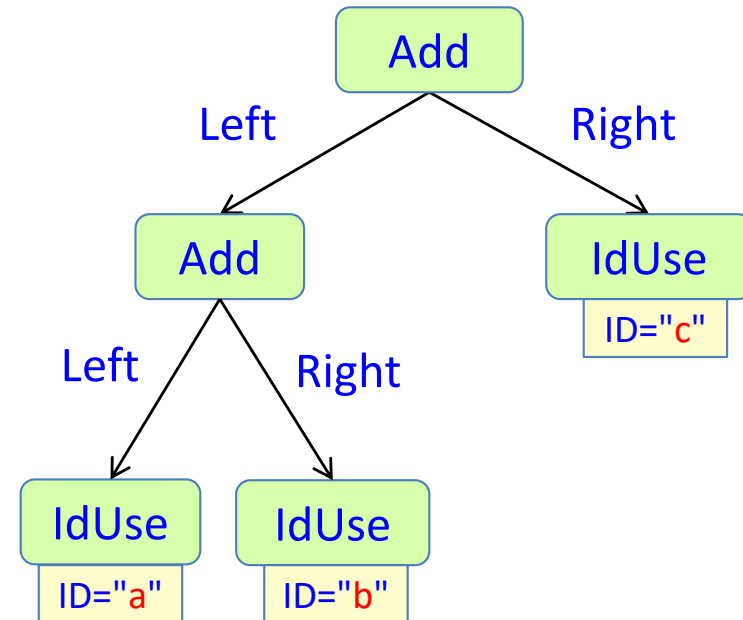 Add
Left
Right
Add
IdUse
ID="c"
Left
Right
IdUse
IdUse
ID="a"
ID="b"